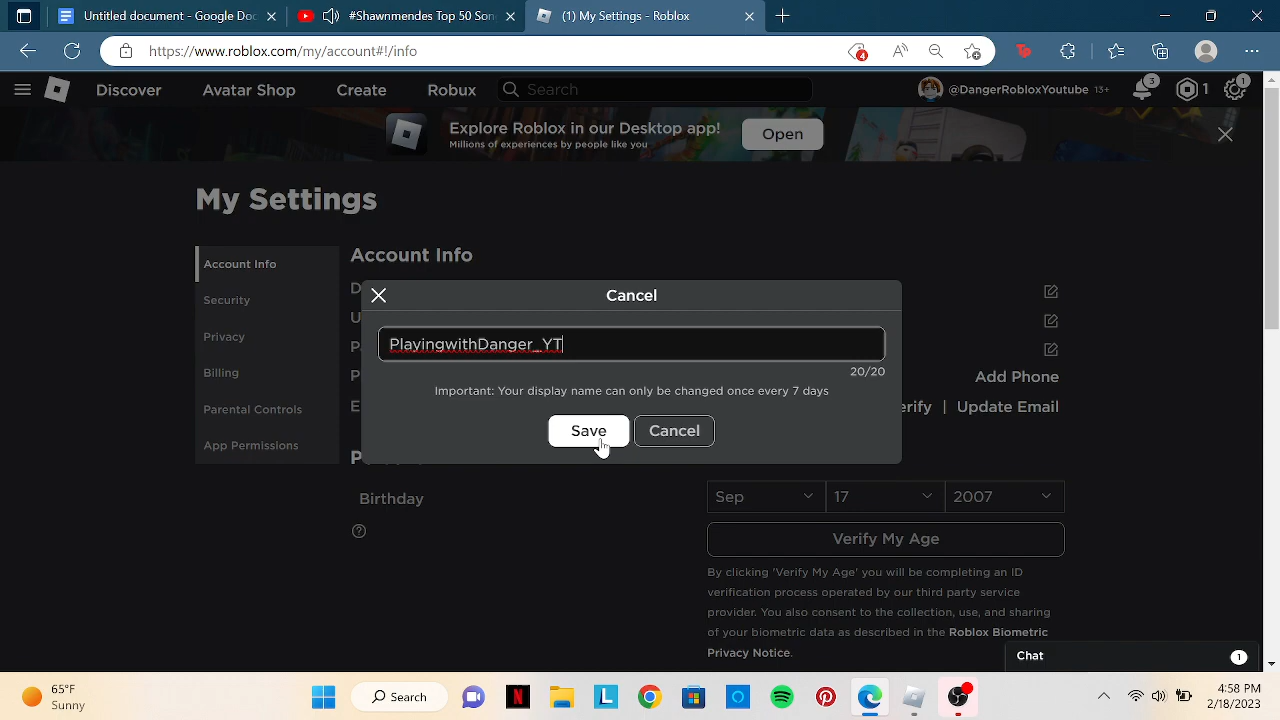 Untitled document - Google Doc
#Shawnmendes Top 50 Son
(1) My Settings - Roblox
https://www.roblox.com/my/account#!/info
4
Discover
Avatar Shop
Create
Robux
Search
@DangerRobloxYoutube 13+
3
1
1
Explore Roblox in our Desktop app!
Millions of experiences by people like you
Open
My Settings
Account Info
Security
Privacy
Billing
Parental Controls
App Permissions
Account Info
D
U
P
P
E
Cancel
PlayingwithDanger_YT
20/20
Important: Your display name can only be changed once every 7 days
Save
Cancel
Add Phone
erify | Update Email
P
Birthday
Sep
17
2007
Verify My Age
By clicking 'Verify My Age' you will be completing an ID
verification process operated by our third party service
provider. You also consent to the collection, use, and sharing
of your biometric data as described in the Roblox Biometric
Privacy Notice.
Chat
1
65°F
Sunny
Search
N
L
4:58 PM
2/18/2023